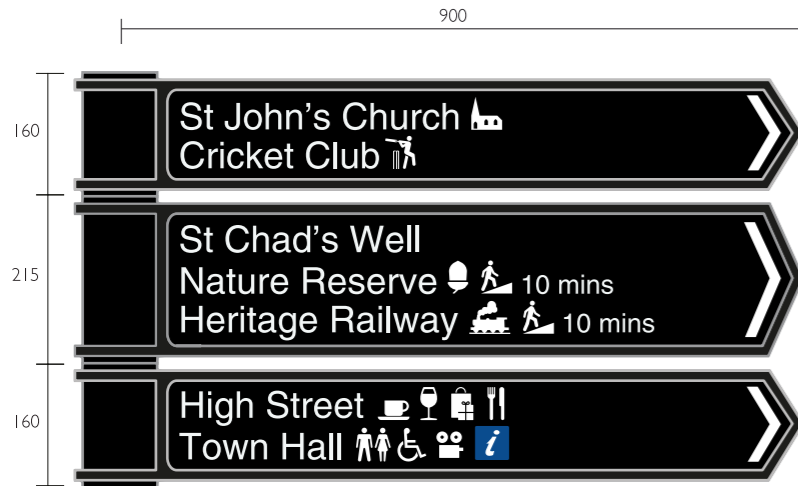 900
160
St John's Church
Cricket Club
215
St Chad's Well
Nature Reserve 10 mins
Heritage Railway 10 mins
160
High Street
Town Hall i